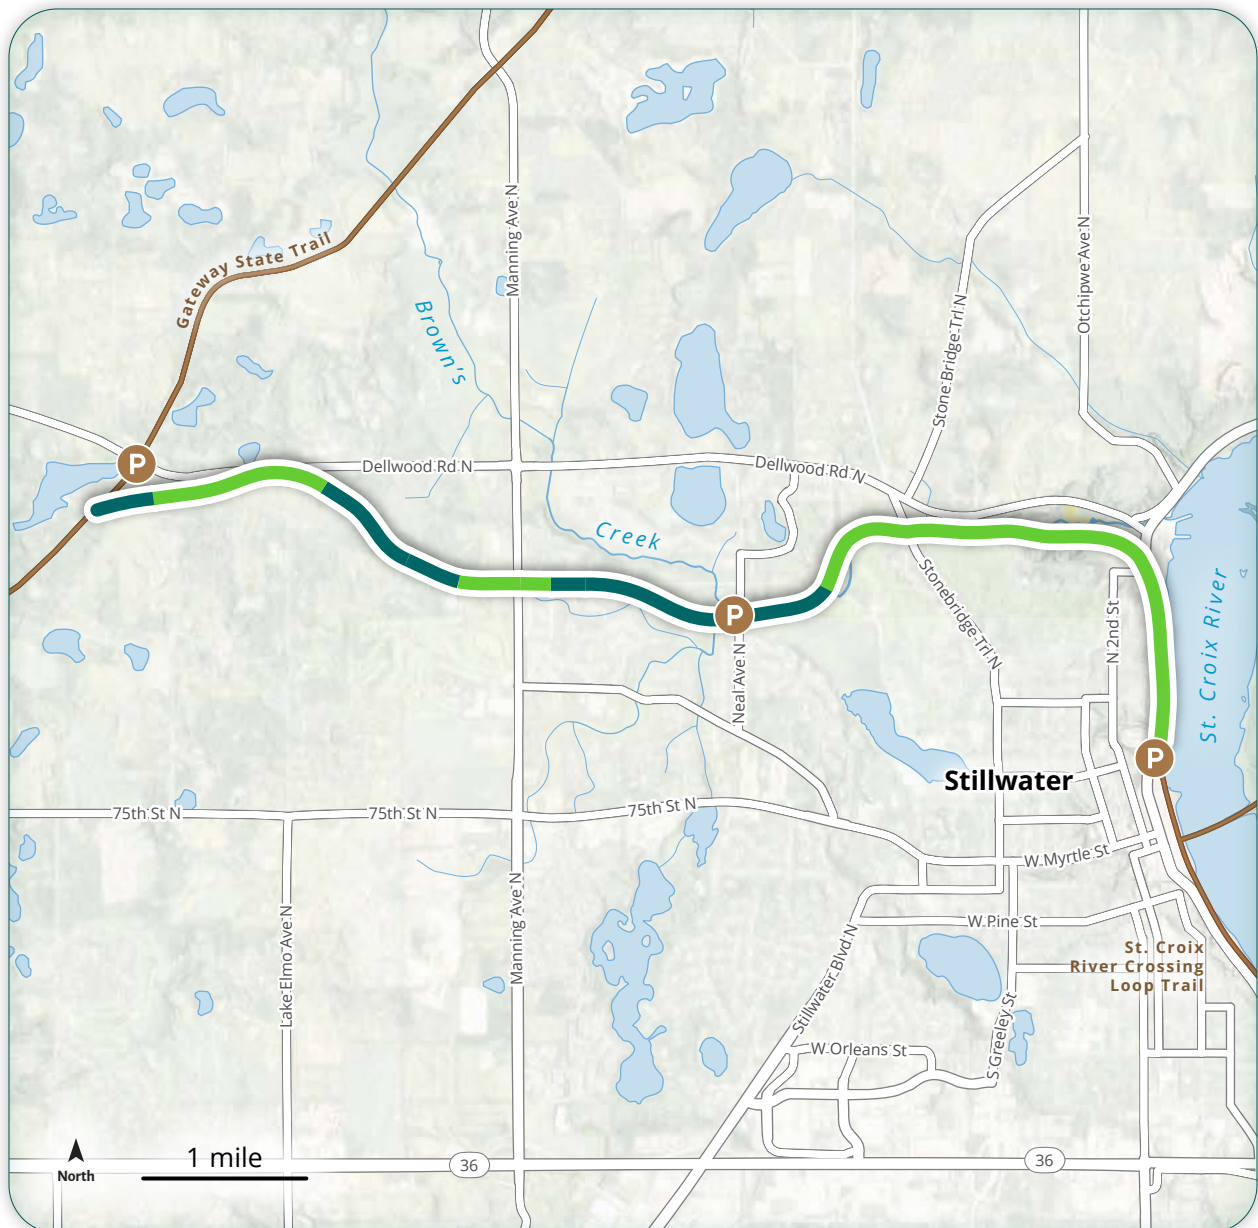 Manning Ave N
Otchipwe Ave N
Gateway State Trail
Brown's
Stone Bridge Trl N
P
Dellwood Rd N
Dellwood Rd N
Creek
Stonebridge Trl N
N 2nd St
St. Croix River
P
Neal Ave N
P
Stillwater
75th St N
75th St N
75th St N
W Myrtle St
Manning Ave N
Lake Elmo Ave N
W Pine St
Stillwater Blvd N
St. Croix
River Crossing
Loop Trail
S Greeley St
W Orleans St
North
1 mile
36
36